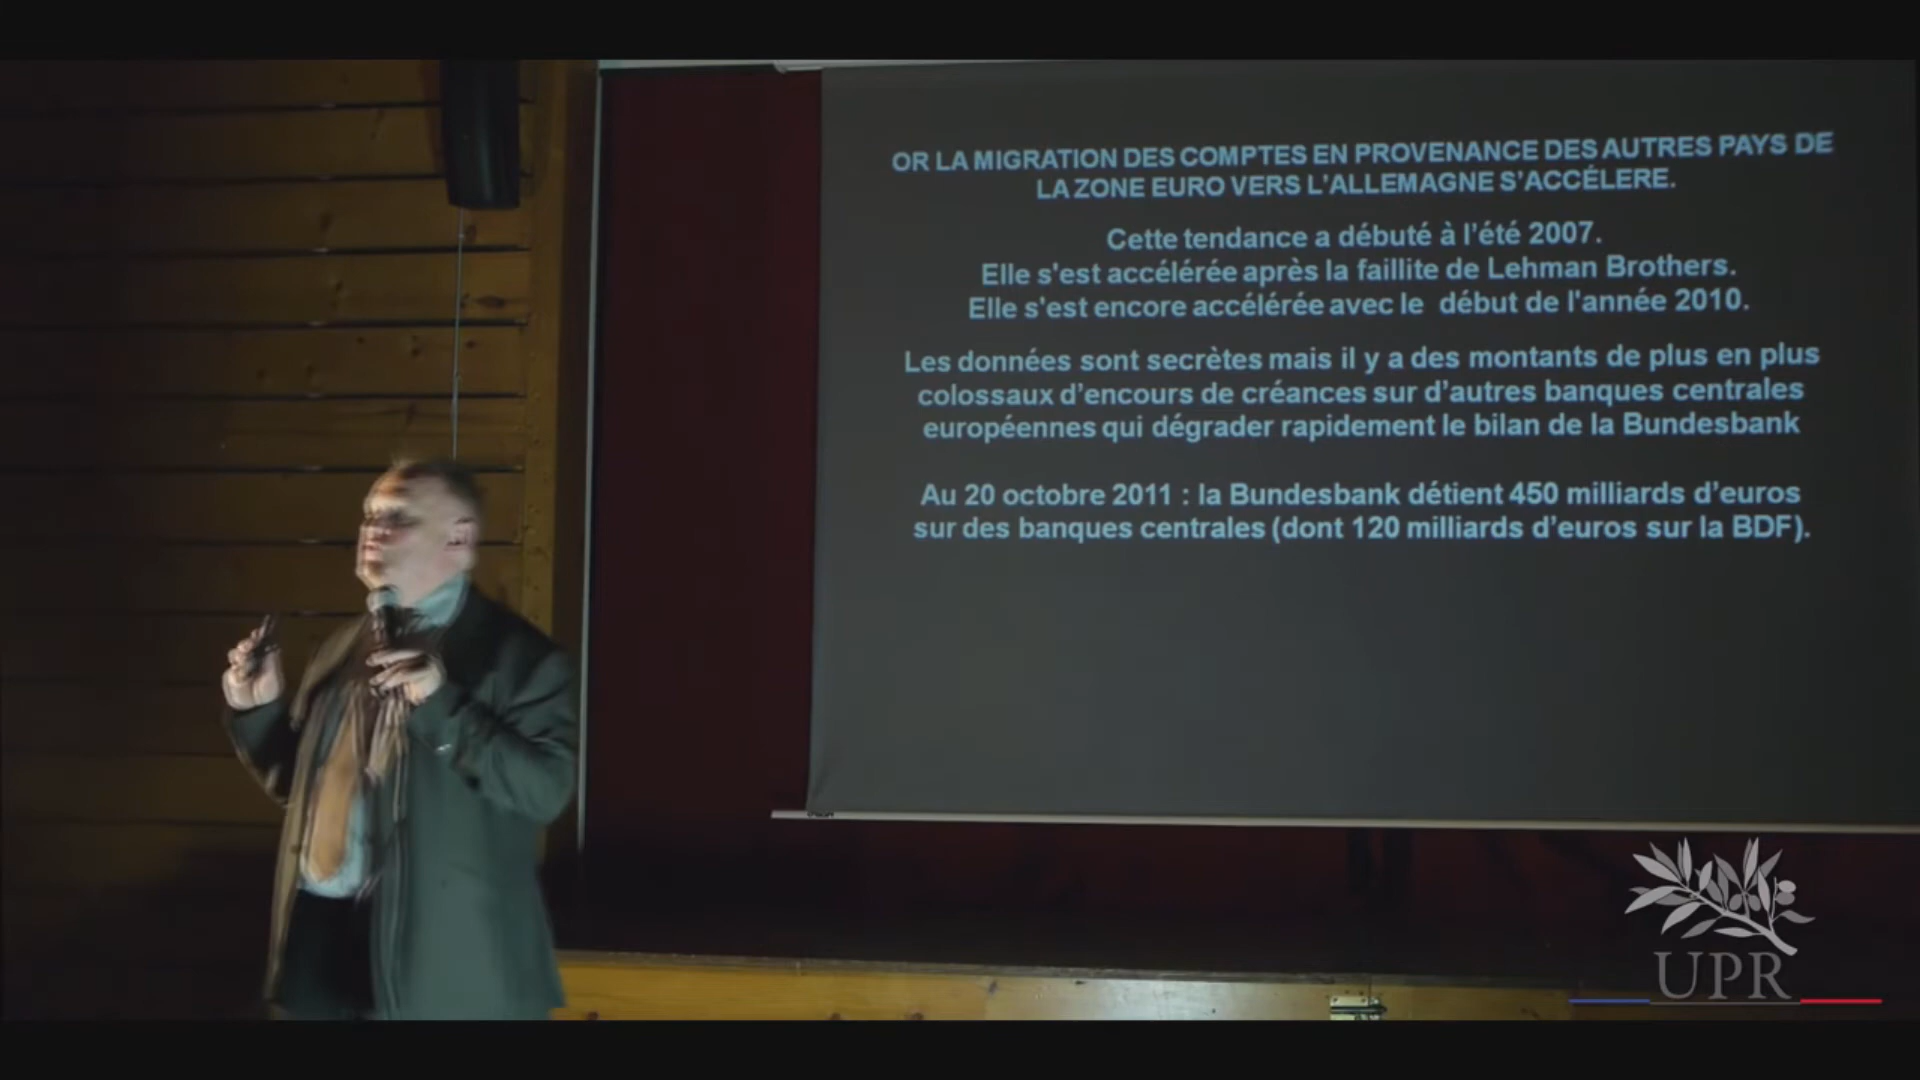 OR LA MIGRATION DES COMPTES EN PROVENANCE DES AUTRES PAYS DE
LA ZONE EURO VERS L’ALLEMAGNE S’ACCÉLERE.
Cette tendance a débuté à l’été 2007.
Elle s'est accélérée après la faillite de Lehman Brothers.
Elle s'est encore accélérée avec le début de l'année 2010.
Les données sont secrètes mais il y a des montants de plus en plus
colossaux d’encours de créances sur d’autres banques centrales
européennes qui dégrader rapidement le bilan de la Bundesbank
Au 20 octobre 2011 : la Bundesbank détient 450 milliards d’euros
sur des banques centrales (dont 120 milliards d’euros sur la BDF).
UPR